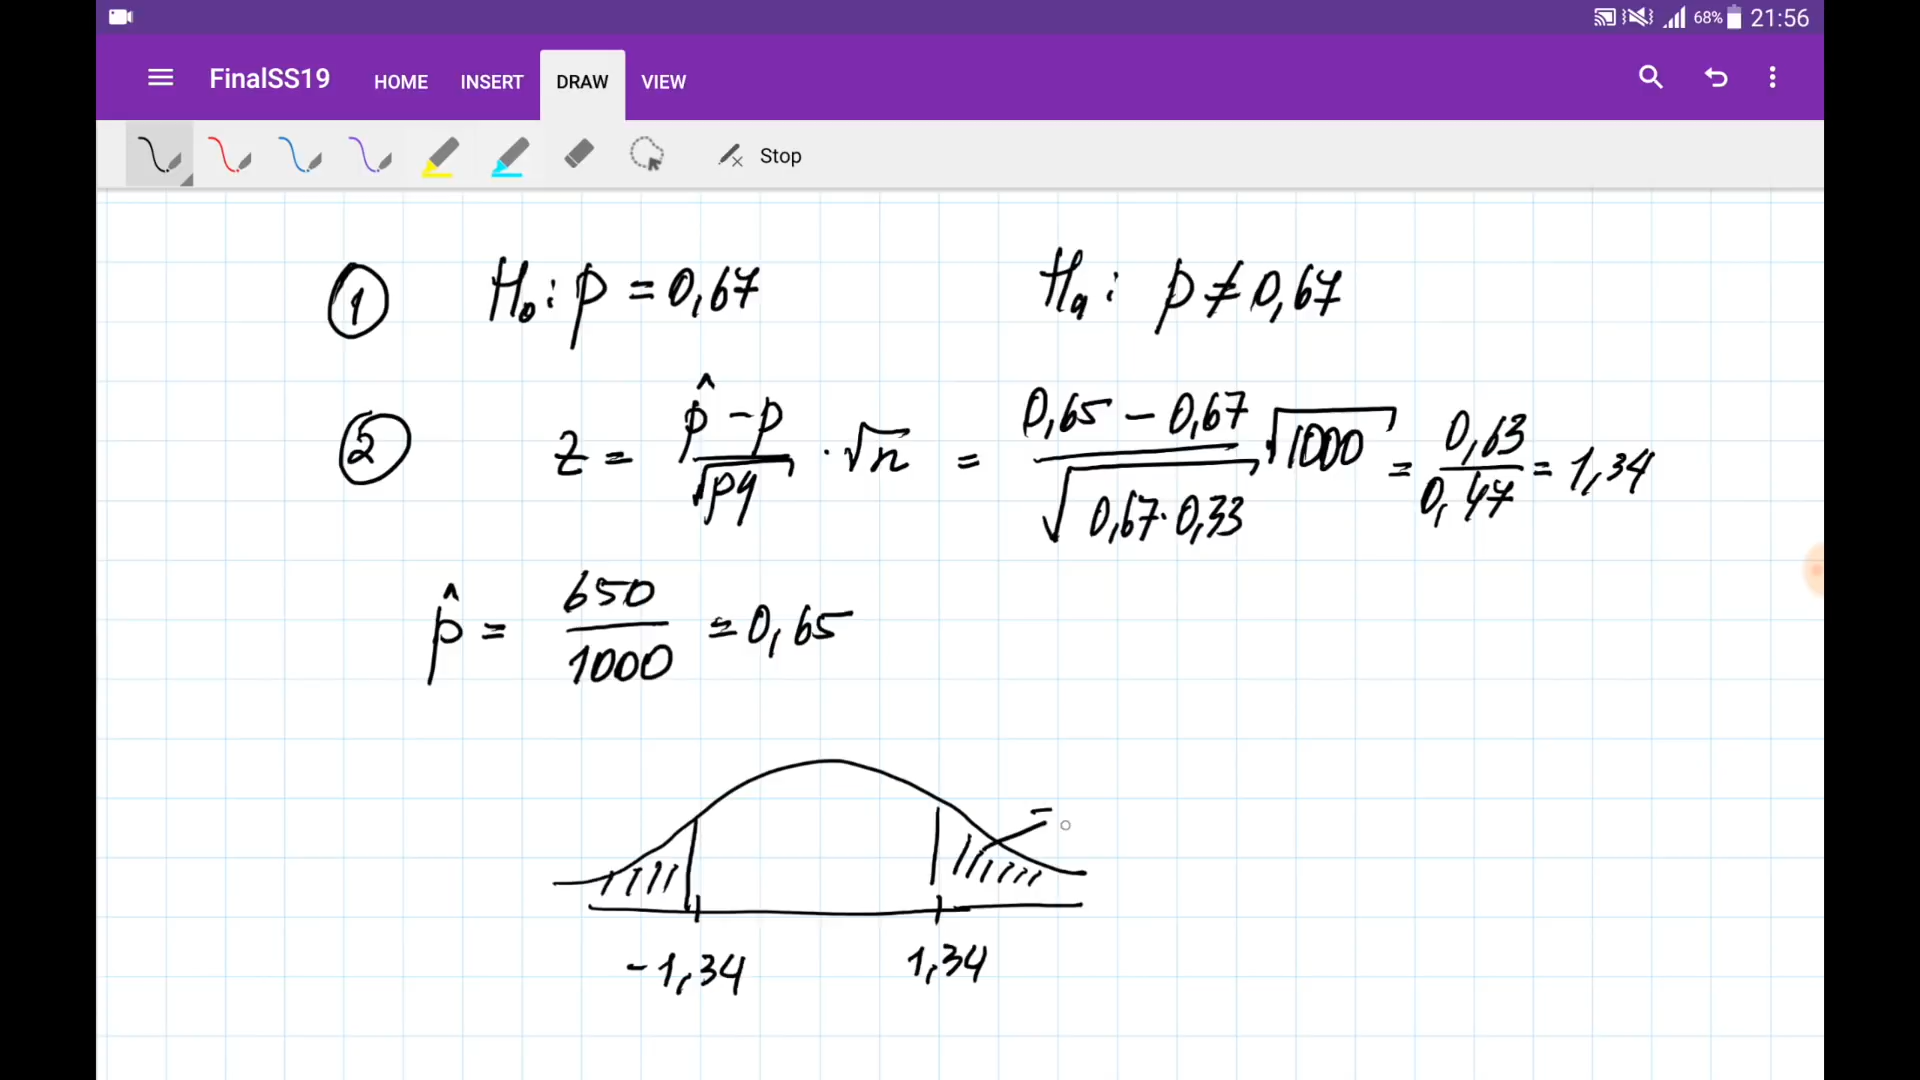 68% 21:56
FinalSS19 HOME INSERT DRAW VIEW
Stop
① H₀: p = 0,67 Hₐ: p ≠ 0,67
② z = (p̂ - p)/√pq · √n = (0,65 - 0,67)/√(0,67·0,33) √1000 = 0,63/0,47 = 1,34
p̂ = 650/1000 = 0,65
-1,34 1,34